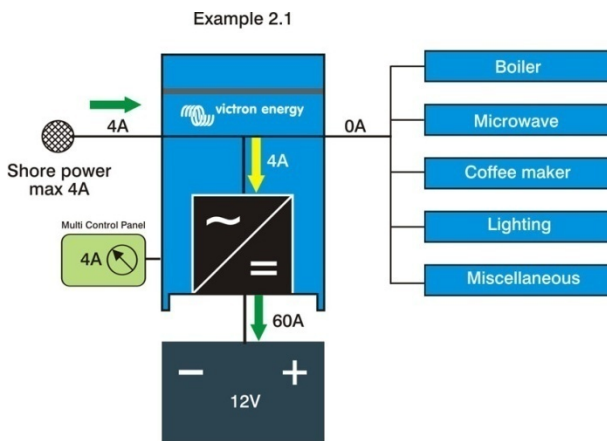 Example 2.1
victron energy
4A
0A
Shore power
max 4A
4A
Multi Control Panel
4A
60A
12V
Boiler
Microwave
Coffee maker
Lighting
Miscellaneous